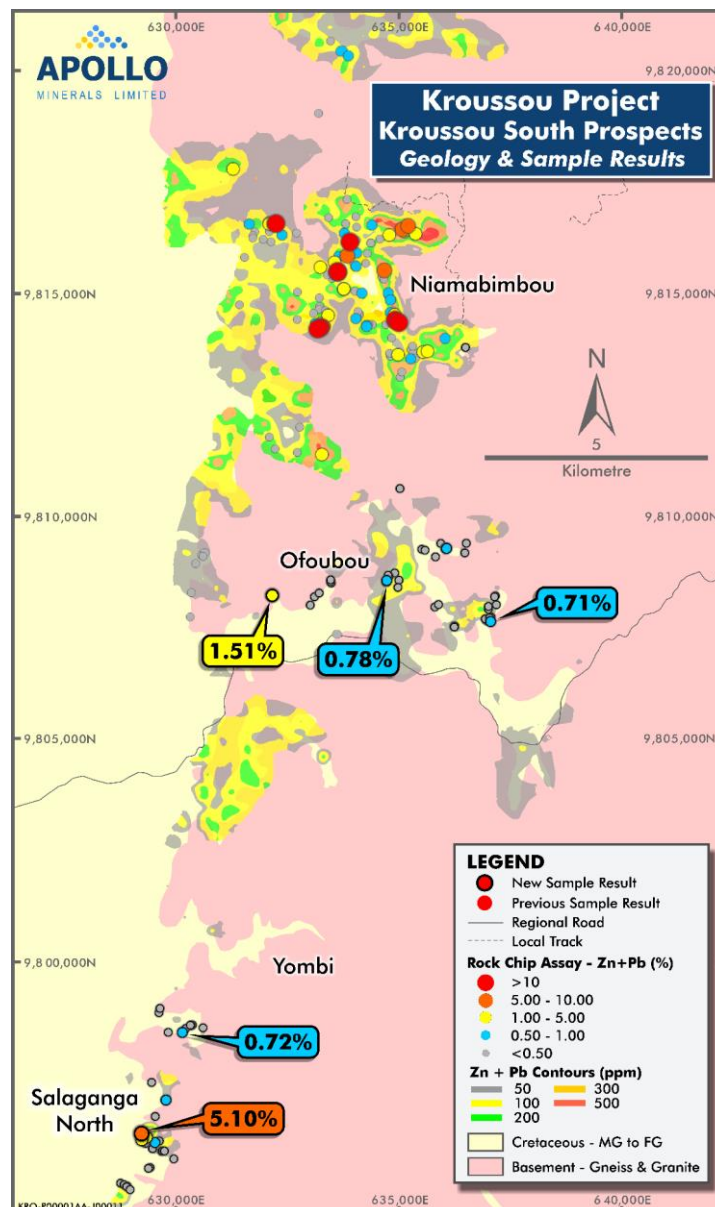 630,000E
635,000E
640,000E
APOLLO
MINERALS LIMITED
9,820,000N
Kroussou Project
Kroussou South Prospects
Geology & Sample Results
9,815,000N
Niamabimbou
9,815,000N
N
5
Kilometre
9,810,000N
9,810,000N
Ofoubou
0.71%
1.51%
0.78%
9,805,000N
9,805,000N
LEGEND
New Sample Result
Previous Sample Result
Regional Road
Local Track
Rock Chip Assay - Zn+Pb (%)
>10
5.00 - 10.00
1.00 - 5.00
0.50 - 1.00
<0.50
Zn + Pb Contours (ppm)
50 300
100 500
200
Cretaceous - MG to FG
Basement - Gneiss & Granite
9,800,000N
Yombi
0.72%
Salaganga
North
5.10%
630,000E
635,000E
640,000E